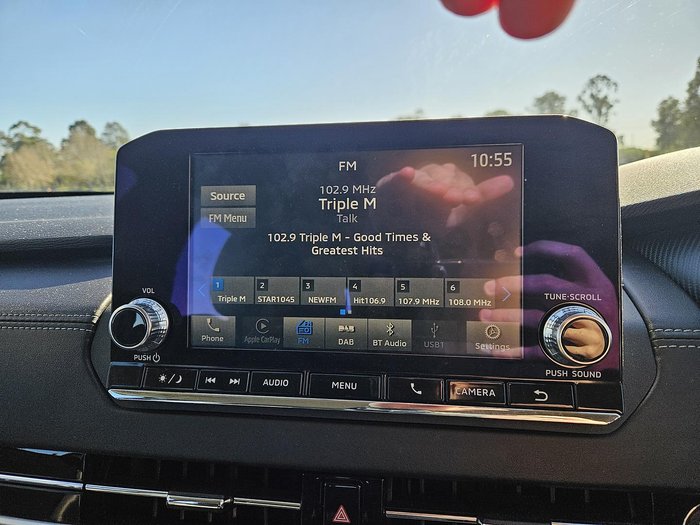 FM
10:55
Source
FM Menu
102.9 MHz
Triple M
Talk
102.9 Triple M - Good Times &
Greatest Hits
1 2 3 4 5 6
Triple M STAR1045 NEWFM Hit106.9 107.9 MHz 108.0 MHz
Phone Apple CarPlay FM DAB BT Audio USB1 Settings
VOL
PUSH
TUNE·SCROLL
PUSH SOUND
AUDIO MENU CAMERA